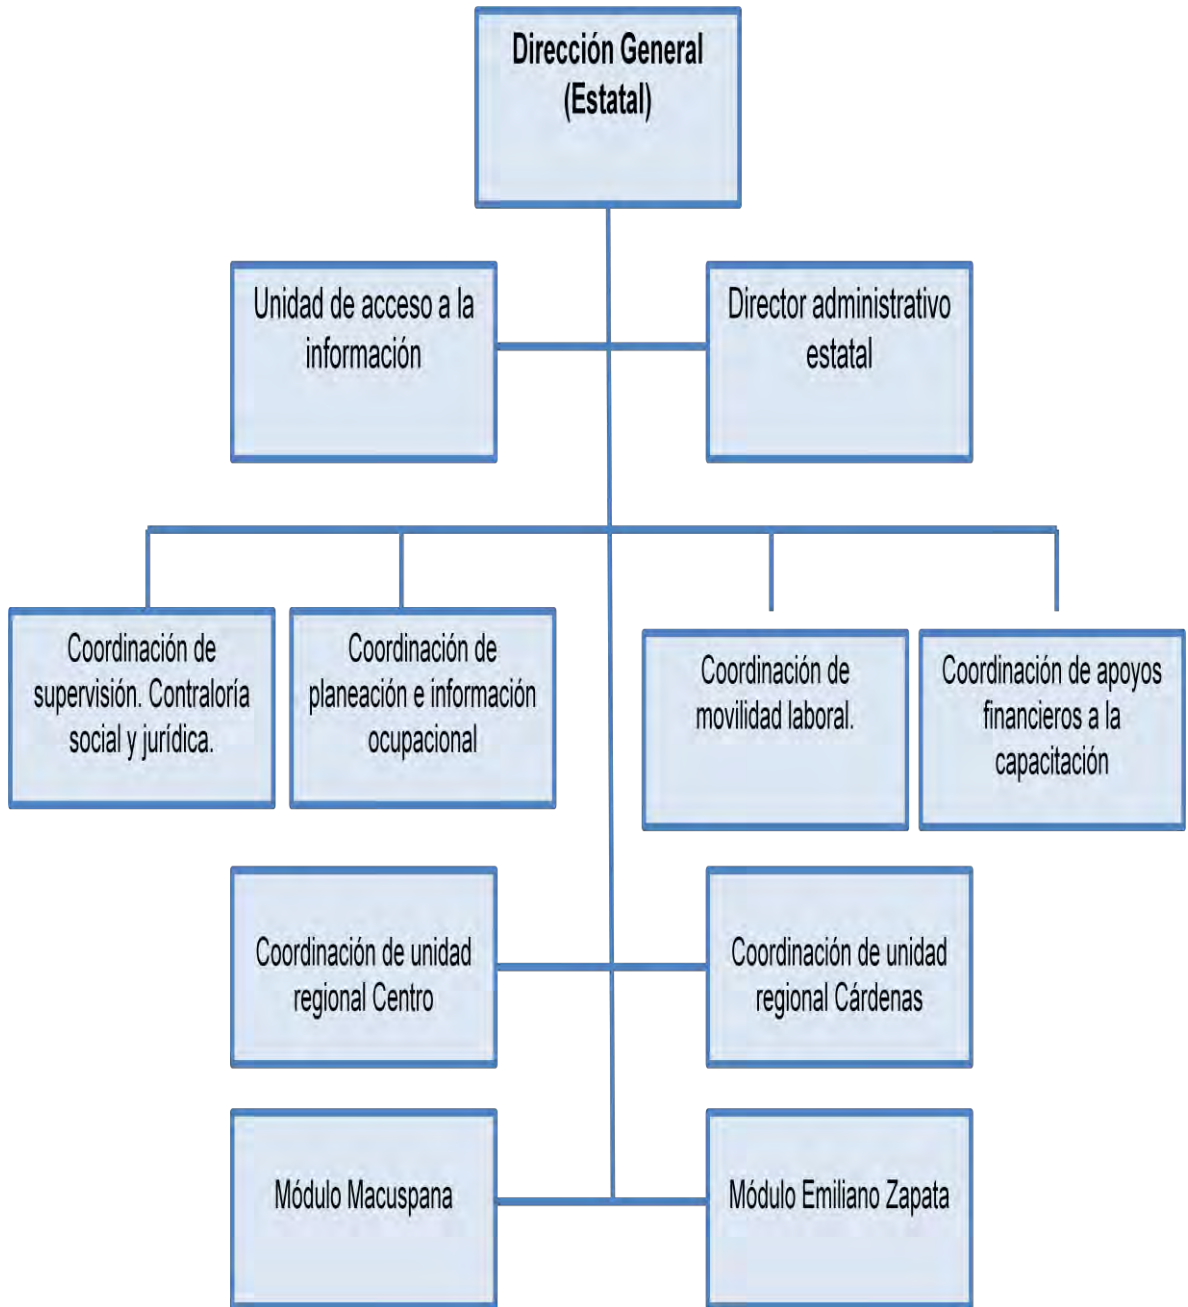 Dirección General
(Estatal)
Unidad de acceso a la
información
Director administrativo
estatal
Coordinación de
supervisión. Contraloría
social y jurídica.
Coordinación de
planeación e información
ocupacional
Coordinación de
movilidad laboral.
Coordinación de apoyos
financieros a la
capacitación
Coordinación de unidad
regional Centro
Coordinación de unidad
regional Cárdenas
Módulo Macuspana
Módulo Emiliano Zapata